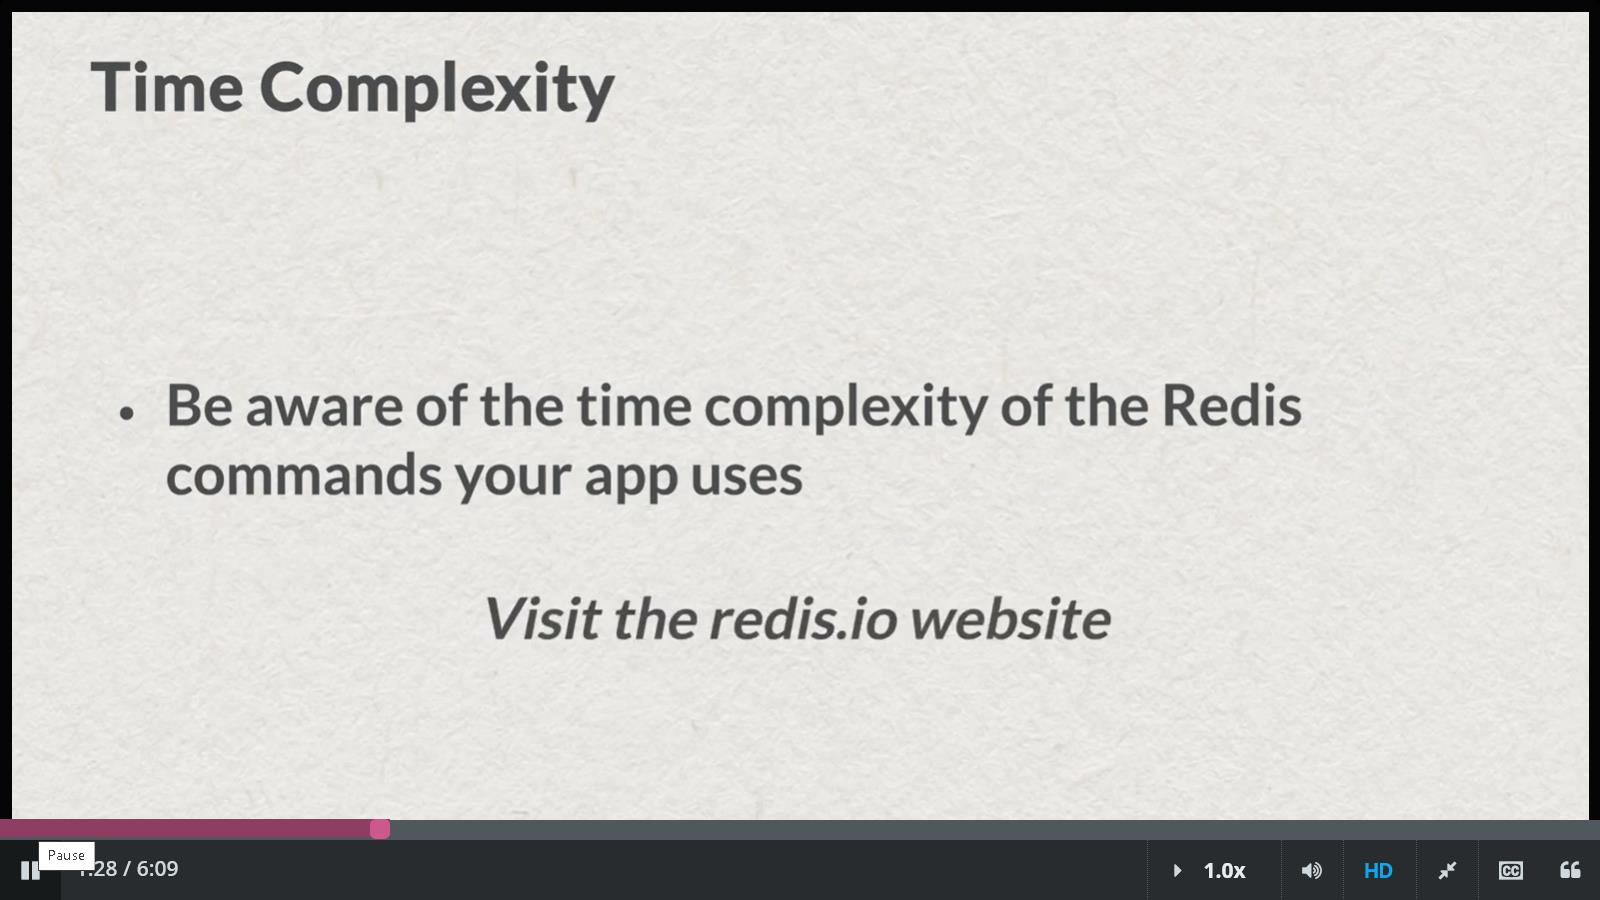 Time Complexity
• Be aware of the time complexity of the Redis
commands your app uses
Visit the redis.io website
Pause
:28 / 6:09
1.0x
HD
CC